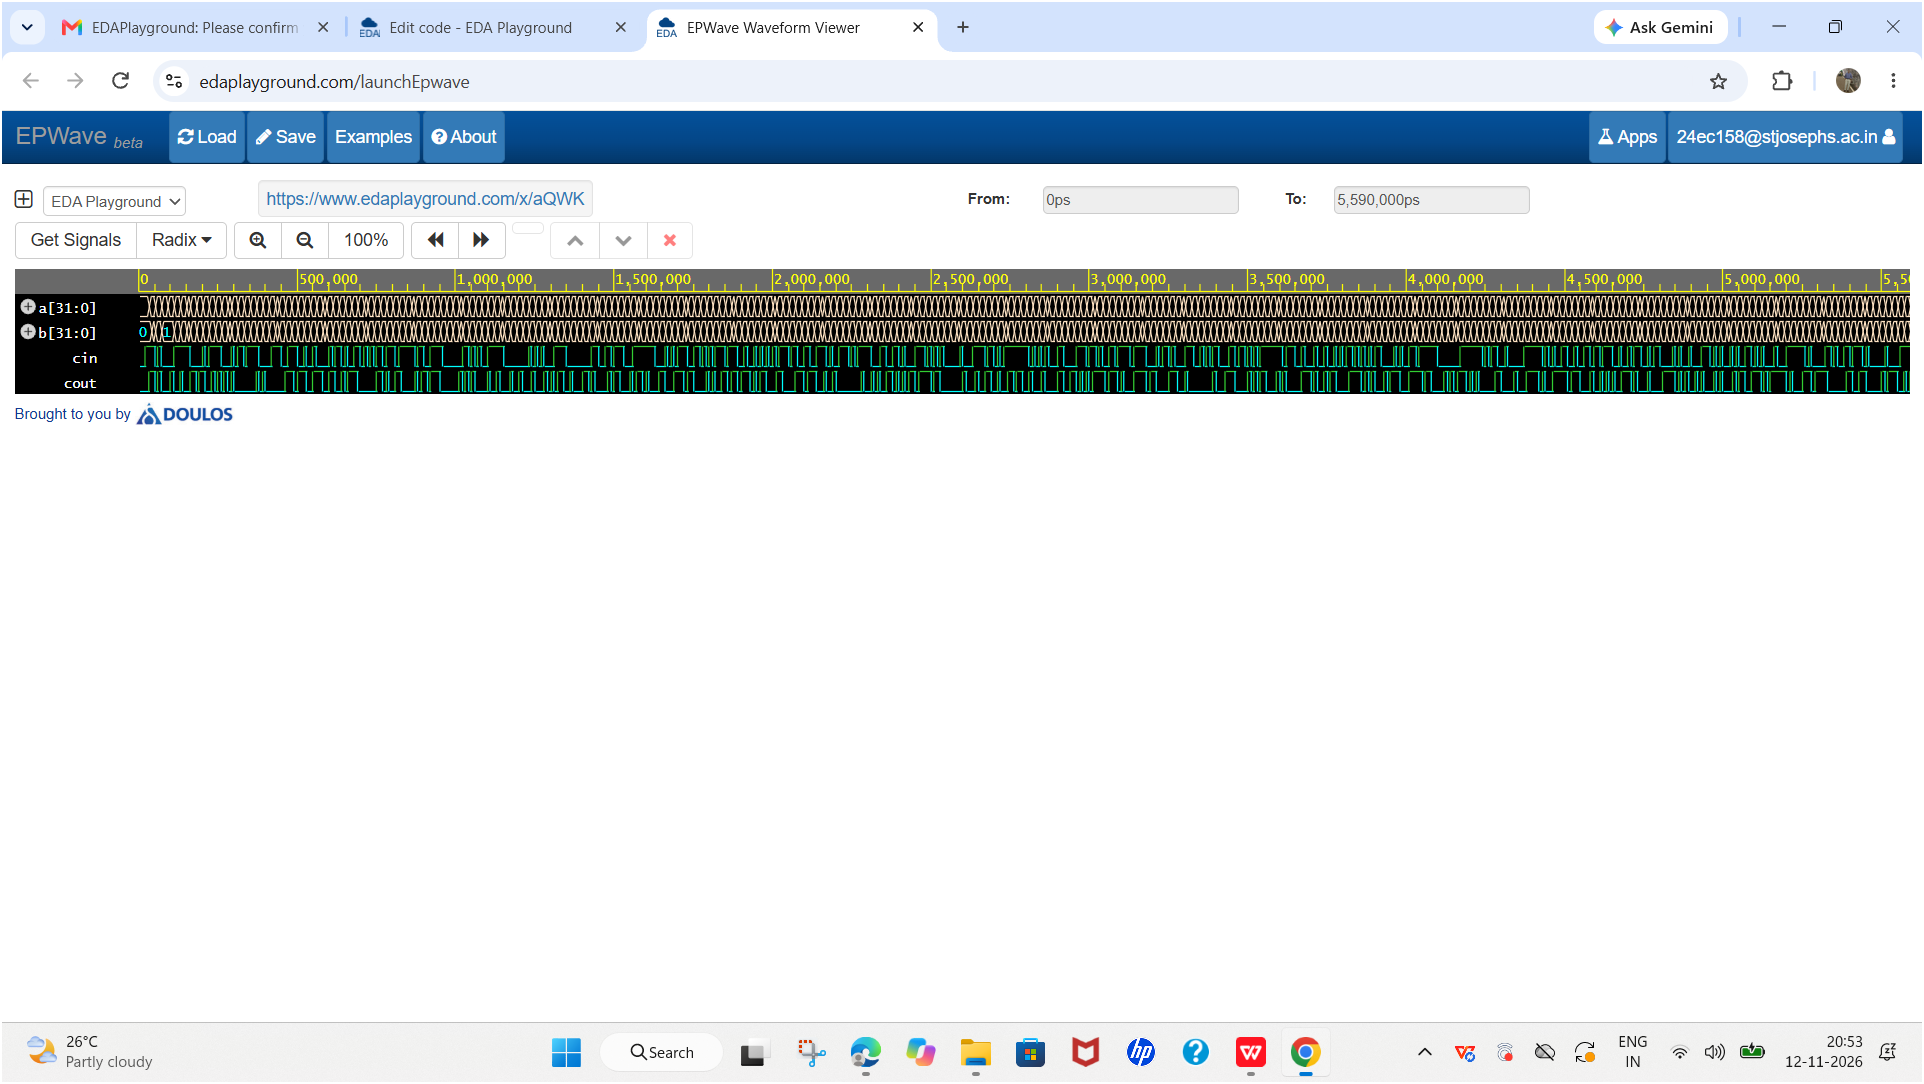 EDAPlayground: Please confirm
Edit code - EDA Playground
EPWave Waveform Viewer
Ask Gemini
edaplayground.com/launchEpwave
EPWave beta
Load
Save
Examples
About
Apps
24ec158@stjosephs.ac.in
EDA Playground
https://www.edaplayground.com/x/aQWK
From:
0ps
To:
5,590,000ps
Get Signals
Radix
100%
0 500,000 1,000,000 1,500,000 2,000,000 2,500,000 3,000,000 3,500,000 4,000,000 4,500,000 5,000,000 5,5
a[31:0]
b[31:0] 0 1
cin
cout
Brought to you by DOULOS
26°C
Partly cloudy
Search
ENG
IN
20:53
12-11-2026